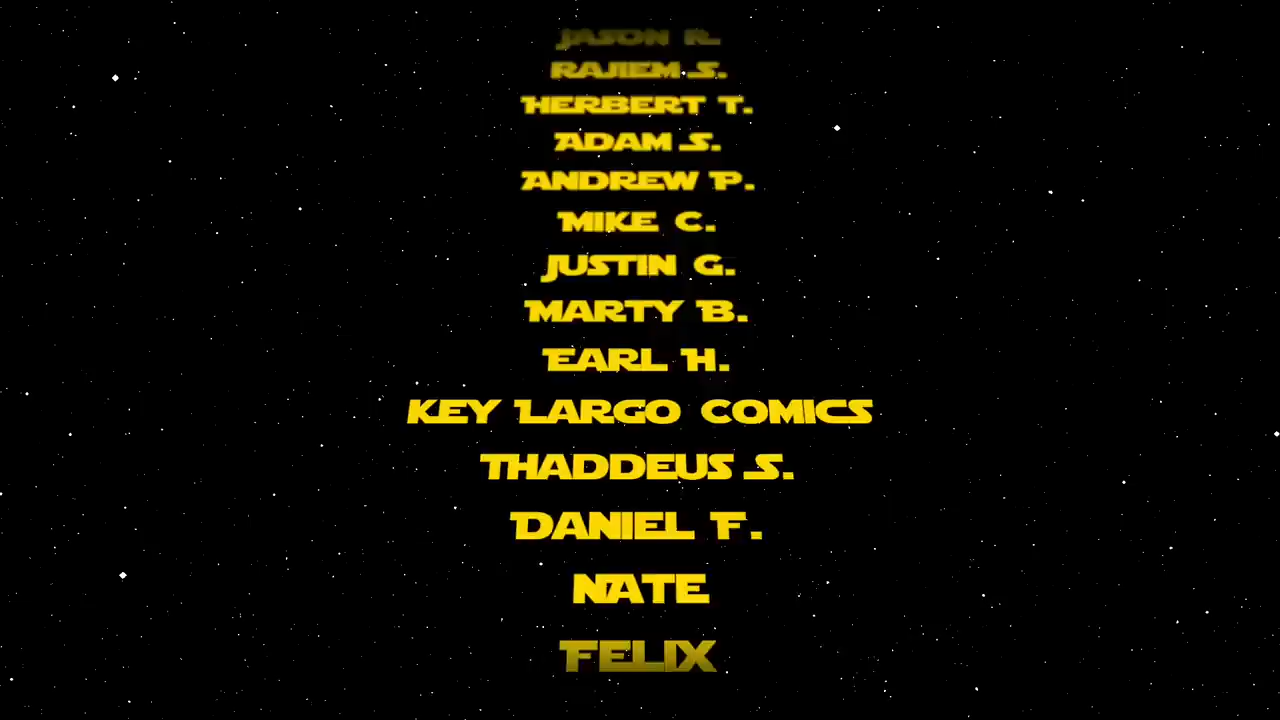 Jason R.
Rajiem S.
Herbert T.
Adam S.
Andrew P.
Mike C.
Justin G.
Marty B.
Earl H.
Key Largo Comics
Thaddeus S.
Daniel F.
Nate
Felix